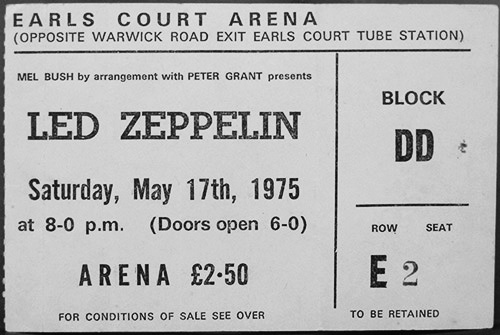 EARLS COURT ARENA
(OPPOSITE WARWICK ROAD EXIT EARLS COURT TUBE STATION)
MEL BUSH by arrangement with PETER GRANT presents
LED ZEPPELIN
Saturday, May 17th, 1975
at 8-0 p.m. (Doors open 6-0)
ARENA £2·50
FOR CONDITIONS OF SALE SEE OVER
BLOCK
DD
ROW SEAT
E 2
TO BE RETAINED